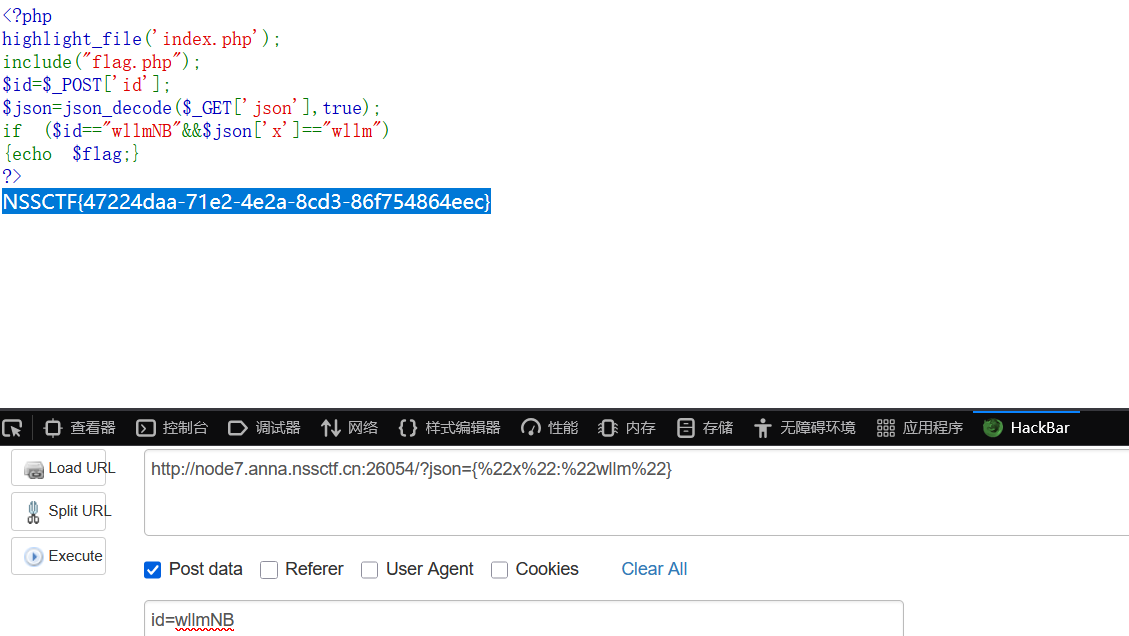 <?php
highlight_file('index.php');
include("flag.php");
$id=$_POST['id'];
$json=json_decode($_GET['json'],true);
if  ($id=="wllmNB"&&$json['x']=="wllm")
{echo  $flag;}
?>
NSSCTF{47224daa-71e2-4e2a-8cd3-86f754864eec}
查看器 控制台 调试器 网络 {} 样式编辑器 性能 内存 存储 无障碍环境 应用程序 HackBar
Load URL
http://node7.anna.nssctf.cn:26054/?json={%22x%22:%22wllm%22}
Split URL
Execute
Post data Referer User Agent Cookies Clear All
id=wllmNB